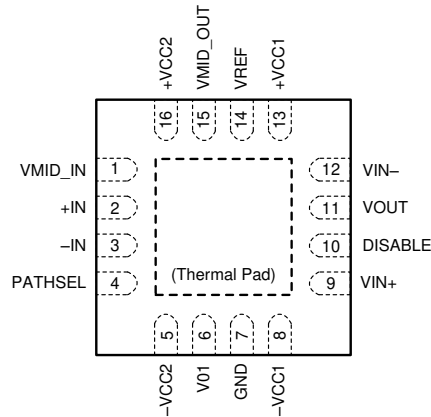 +VCC2
VMID_OUT
VREF
+VCC1
16
15
14
13
VMID_IN 1
+IN 2
–IN 3
PATHSEL 4
12 VIN–
11 VOUT
10 DISABLE
9 VIN+
(Thermal Pad)
5
6
7
8
–VCC2
V01
GND
–VCC1